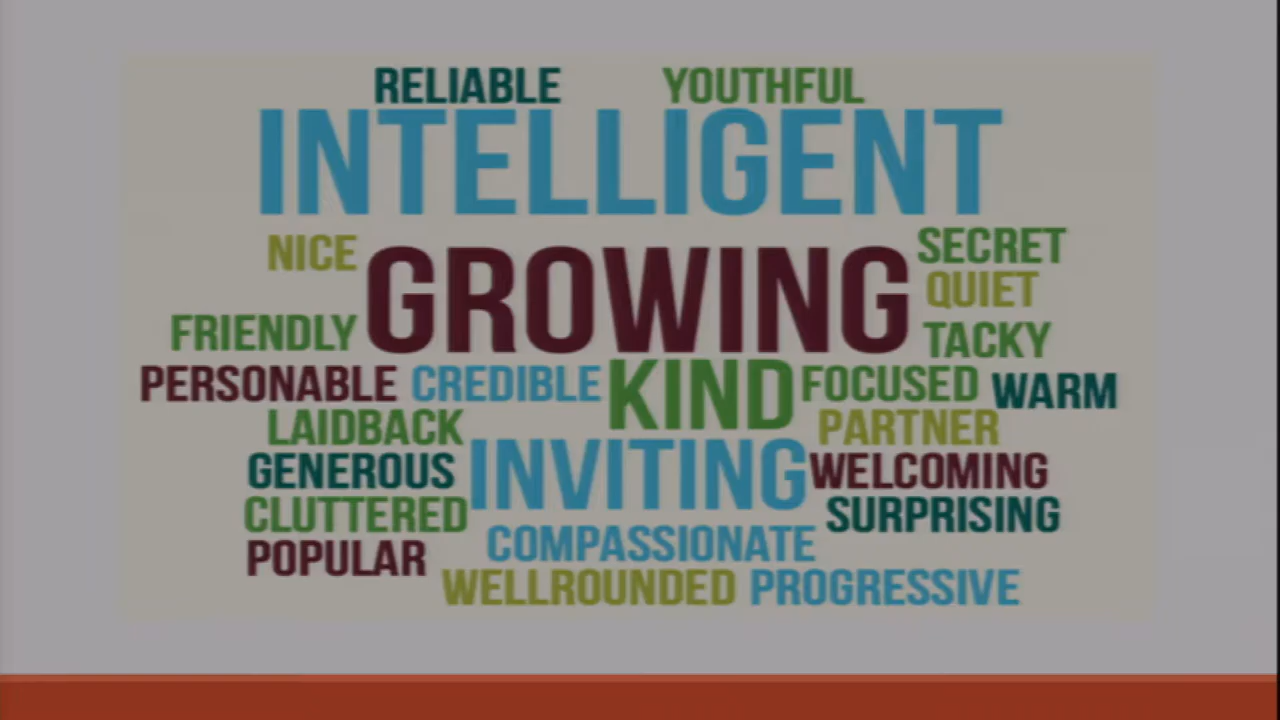 RELIABLE YOUTHFUL
INTELLIGENT
NICE GROWING SECRET
QUIET
FRIENDLY TACKY
PERSONABLE CREDIBLE KIND FOCUSED WARM
LAIDBACK PARTNER
GENEROUS INVITING WELCOMING
CLUTTERED SURPRISING
POPULAR COMPASSIONATE
WELLROUNDED PROGRESSIVE